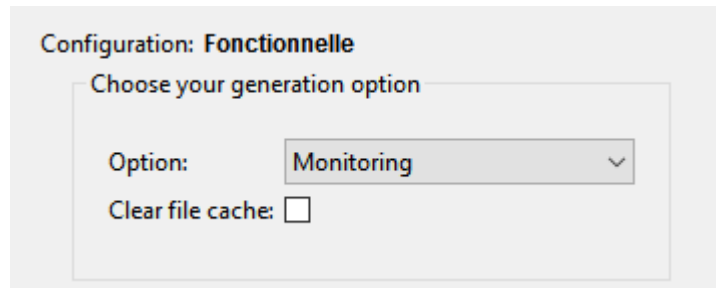 Configuration: Fonctionnelle
Choose your generation option
Option: Monitoring
Clear file cache: